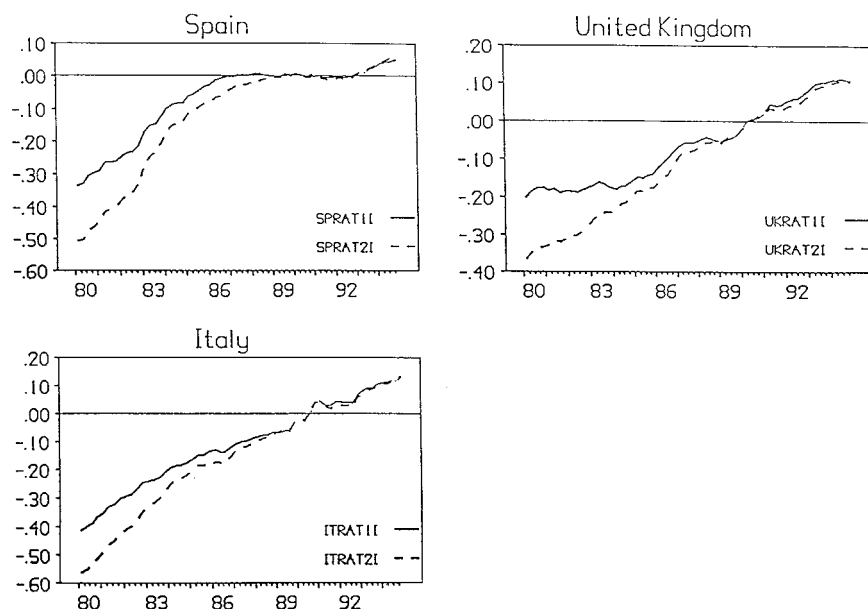 Spain
.10
.00
-.10
-.20
-.30
-.40
-.50
-.60
SPRAT1I
SPRAT2I
80 83 86 89 92
United Kingdom
.20
.10
.00
-.10
-.20
-.30
-.40
UKRAT1I
UKRAT2I
80 83 86 89 92
Italy
.20
.10
.00
-.10
-.20
-.30
-.40
-.50
-.60
ITRAT1I
ITRAT2I
80 83 86 89 92